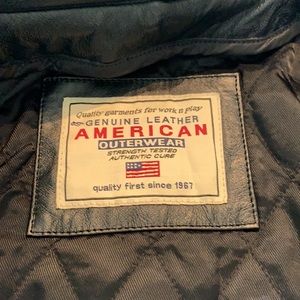 Quality garments for work n play
GENUINE LEATHER
AMERICAN
OUTERWEAR
STRENGTH TESTED
AUTHENTIC CURE
quality first since 1967